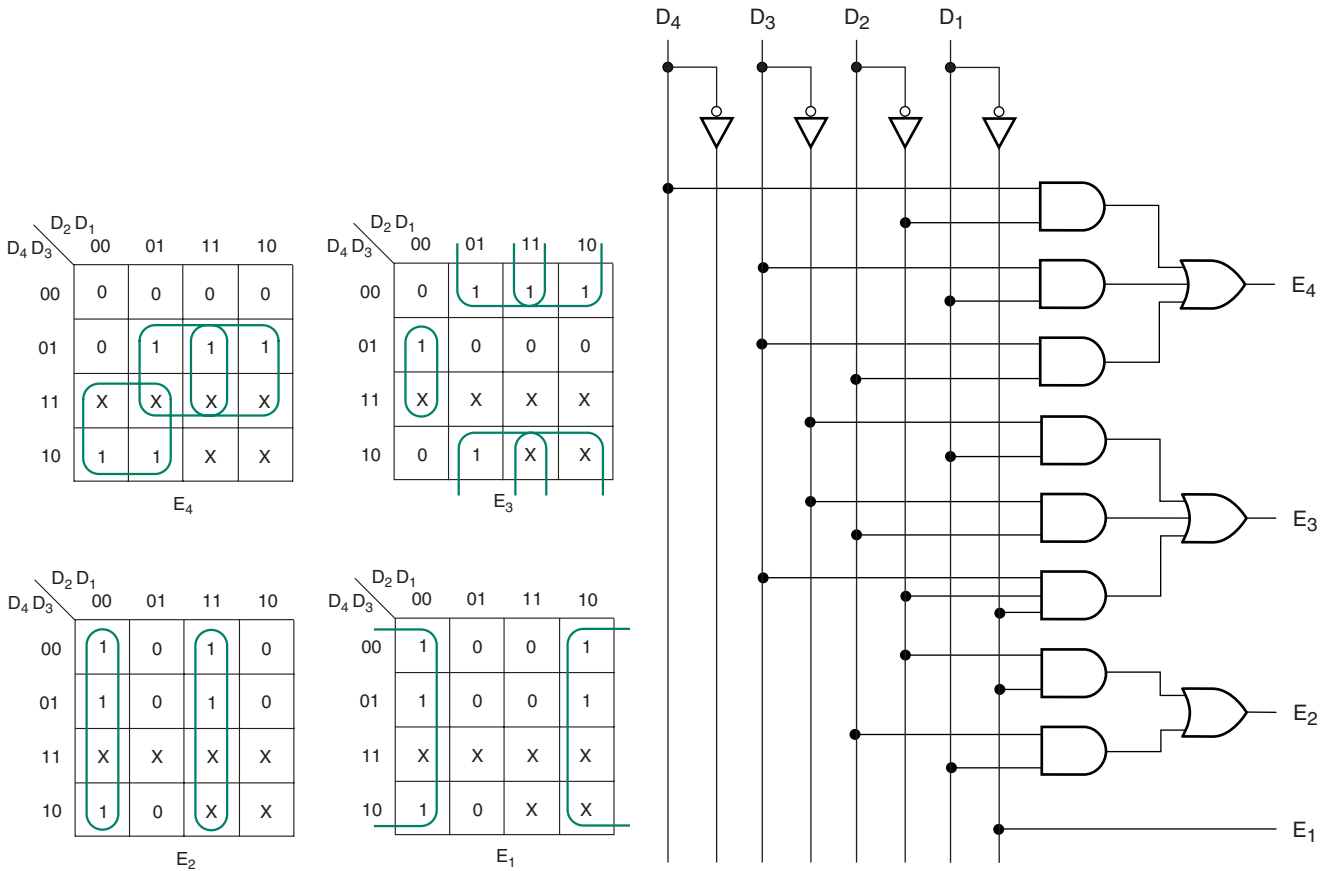 D4 D3 D2 D1
D2 D1
D4 D3 00 01 11 10
00 0 0 0 0
01 0 1 1 1
11 X X X X
10 1 1 X X
E4
D2 D1
D4 D3 00 01 11 10
00 0 1 1 1
01 1 0 0 0
11 X X X X
10 0 1 X X
E3
D2 D1
D4 D3 00 01 11 10
00 1 0 1 0
01 1 0 1 0
11 X X X X
10 1 0 X X
E2
D2 D1
D4 D3 00 01 11 10
00 1 0 0 1
01 1 0 0 1
11 X X X X
10 1 0 X X
E1
E4
E3
E2
E1